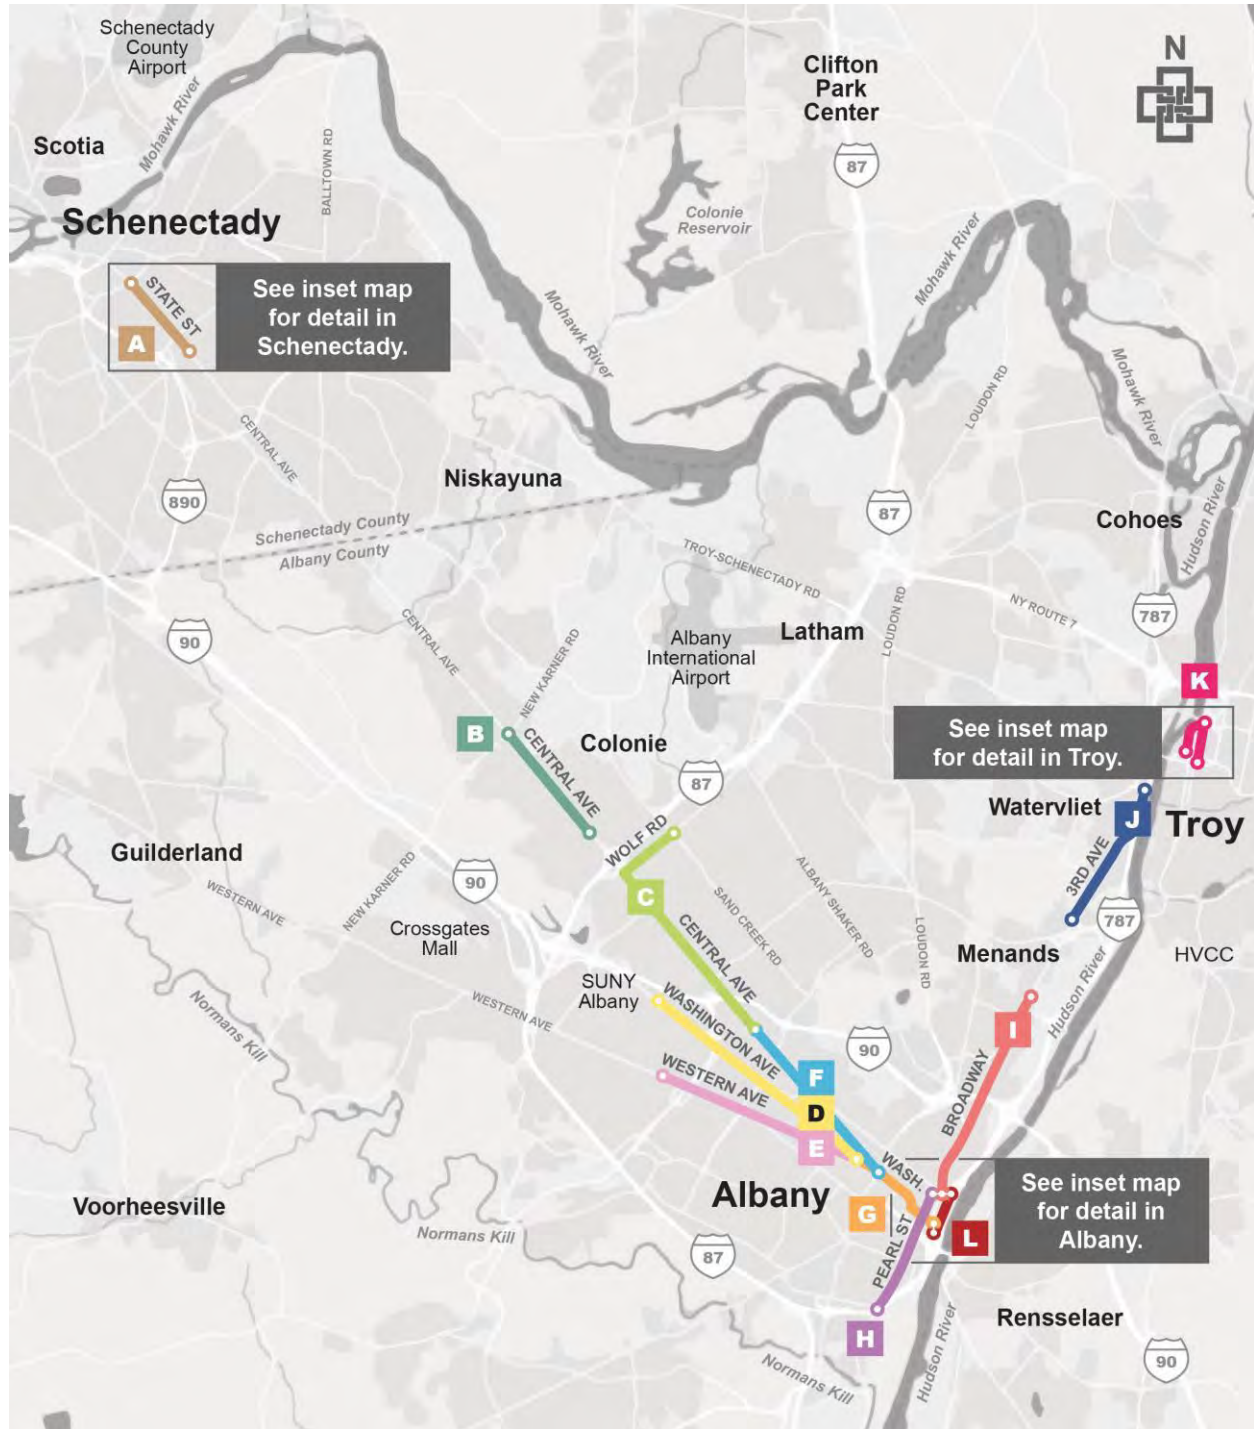 Schenectady
County
Airport
Clifton
Park
Center
N
Mohawk River
Scotia
BALLTOWN RD
87
Schenectady
Colonie
Reservoir
Mohawk River
STATE ST
A
See inset map
for detail in
Schenectady.
Mohawk River
LOUDON RD
Mohawk River
CENTRAL AVE
Niskayuna
890
87
Cohoes
Hudson River
Schenectady County
Albany County
TROY-SCHENECTADY RD
NY ROUTE 7
787
90
CENTRAL AVE
NEW KARNER RD
Albany
International
Airport
Latham
LOUDON RD
K
B
CENTRAL AVE
Colonie
See inset map
for detail in Troy.
87
Watervliet
J
Troy
WOLF RD
3RD AVE
Guilderland
NEW KARNER RD
WESTERN AVE
90
C
SAND CREEK RD
ALBANY SHAKER RD
LOUDON RD
787
Crossgates
Mall
CENTRAL AVE
Menands
HVCC
SUNY
Albany
WESTERN AVE
WASHINGTON AVE
Normans Kill
Hudson River
I
90
WESTERN AVE
F
D
E
BROADWAY
WASH.
Albany
G
PEARL ST
L
See inset map
for detail in
Albany.
Voorheesville
Normans Kill
87
H
Rensselaer
Hudson River
Normans Kill
90